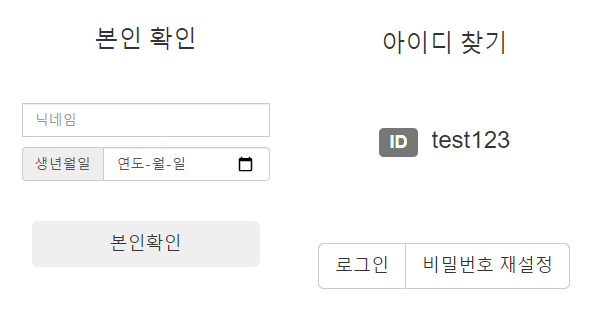 본인 확인
닉네임
생년월일 연도-월-일
본인확인
아이디 찾기
ID test123
로그인 비밀번호 재설정